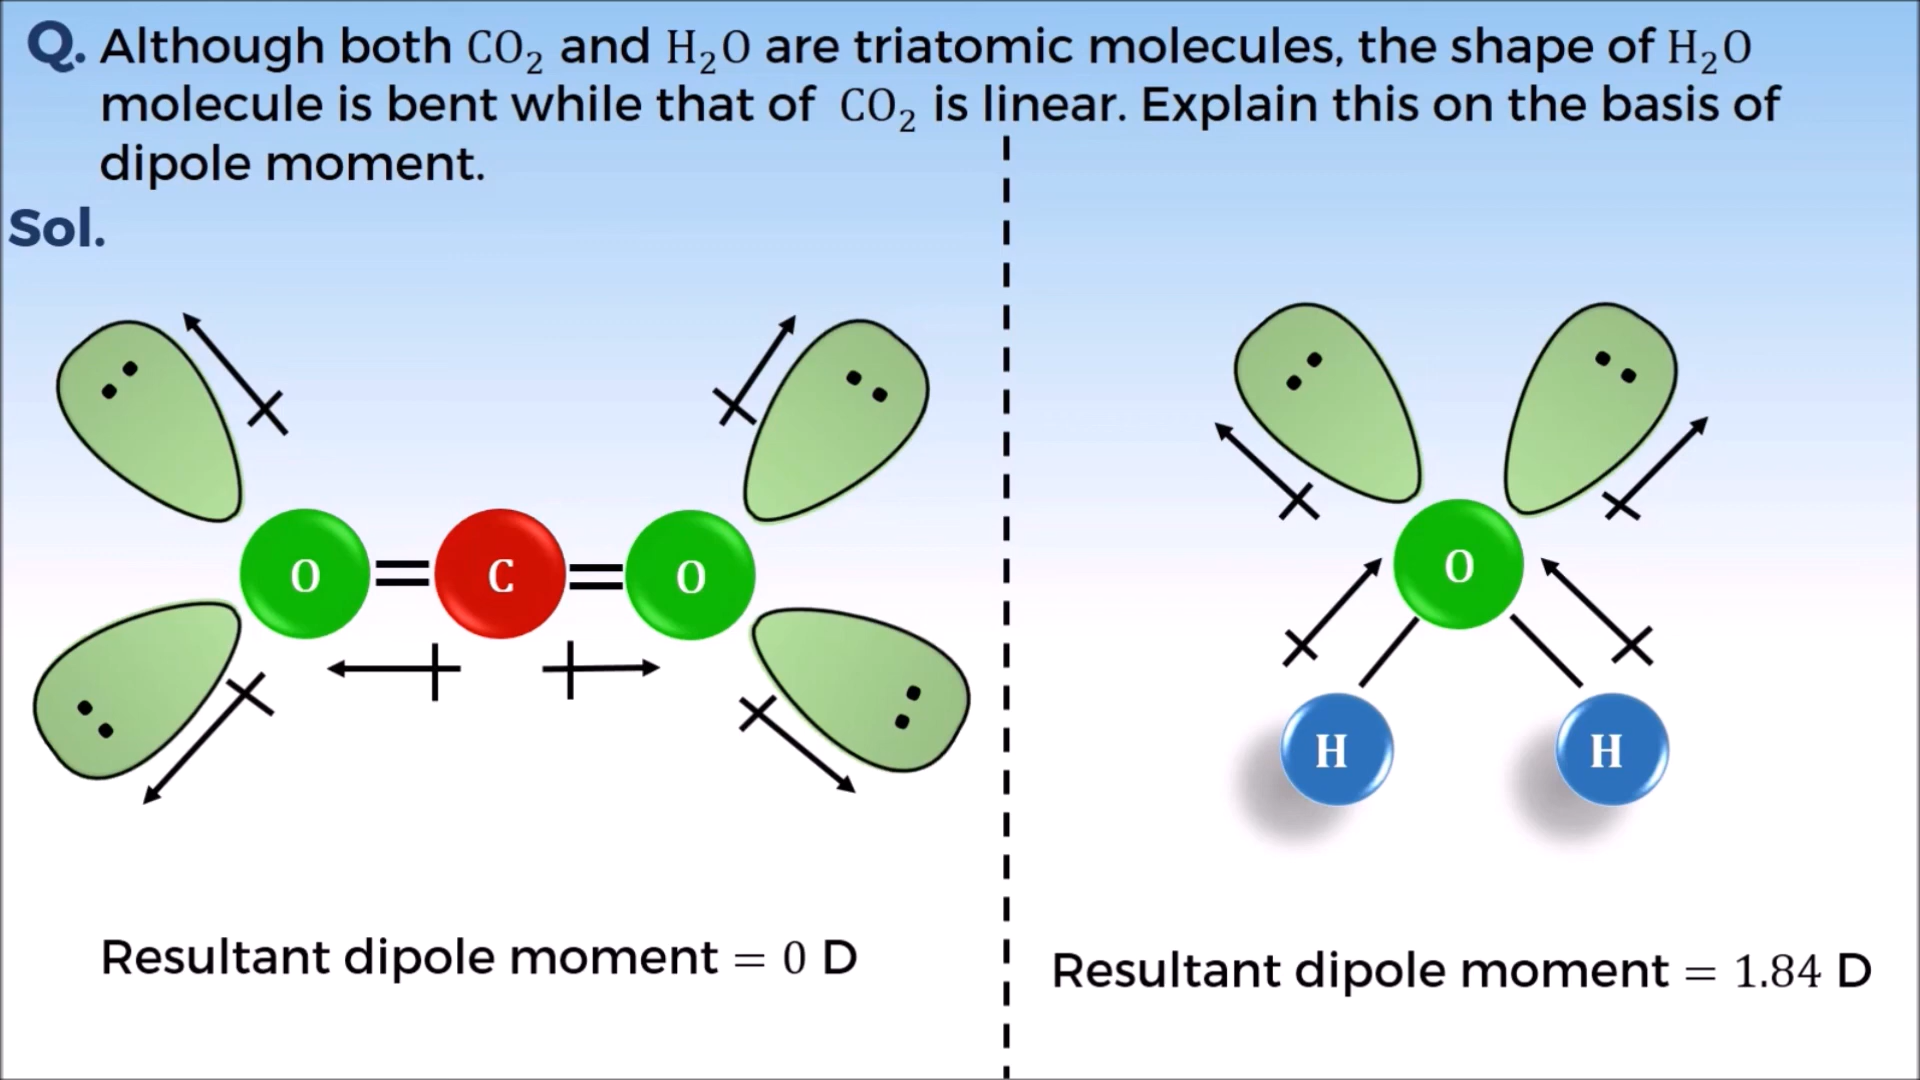 Q. Although both CO₂ and H₂O are triatomic molecules, the shape of H₂O
molecule is bent while that of CO₂ is linear. Explain this on the basis of
dipole moment.
Sol.
O = C = O
O
H H
Resultant dipole moment = 0 D
Resultant dipole moment = 1.84 D